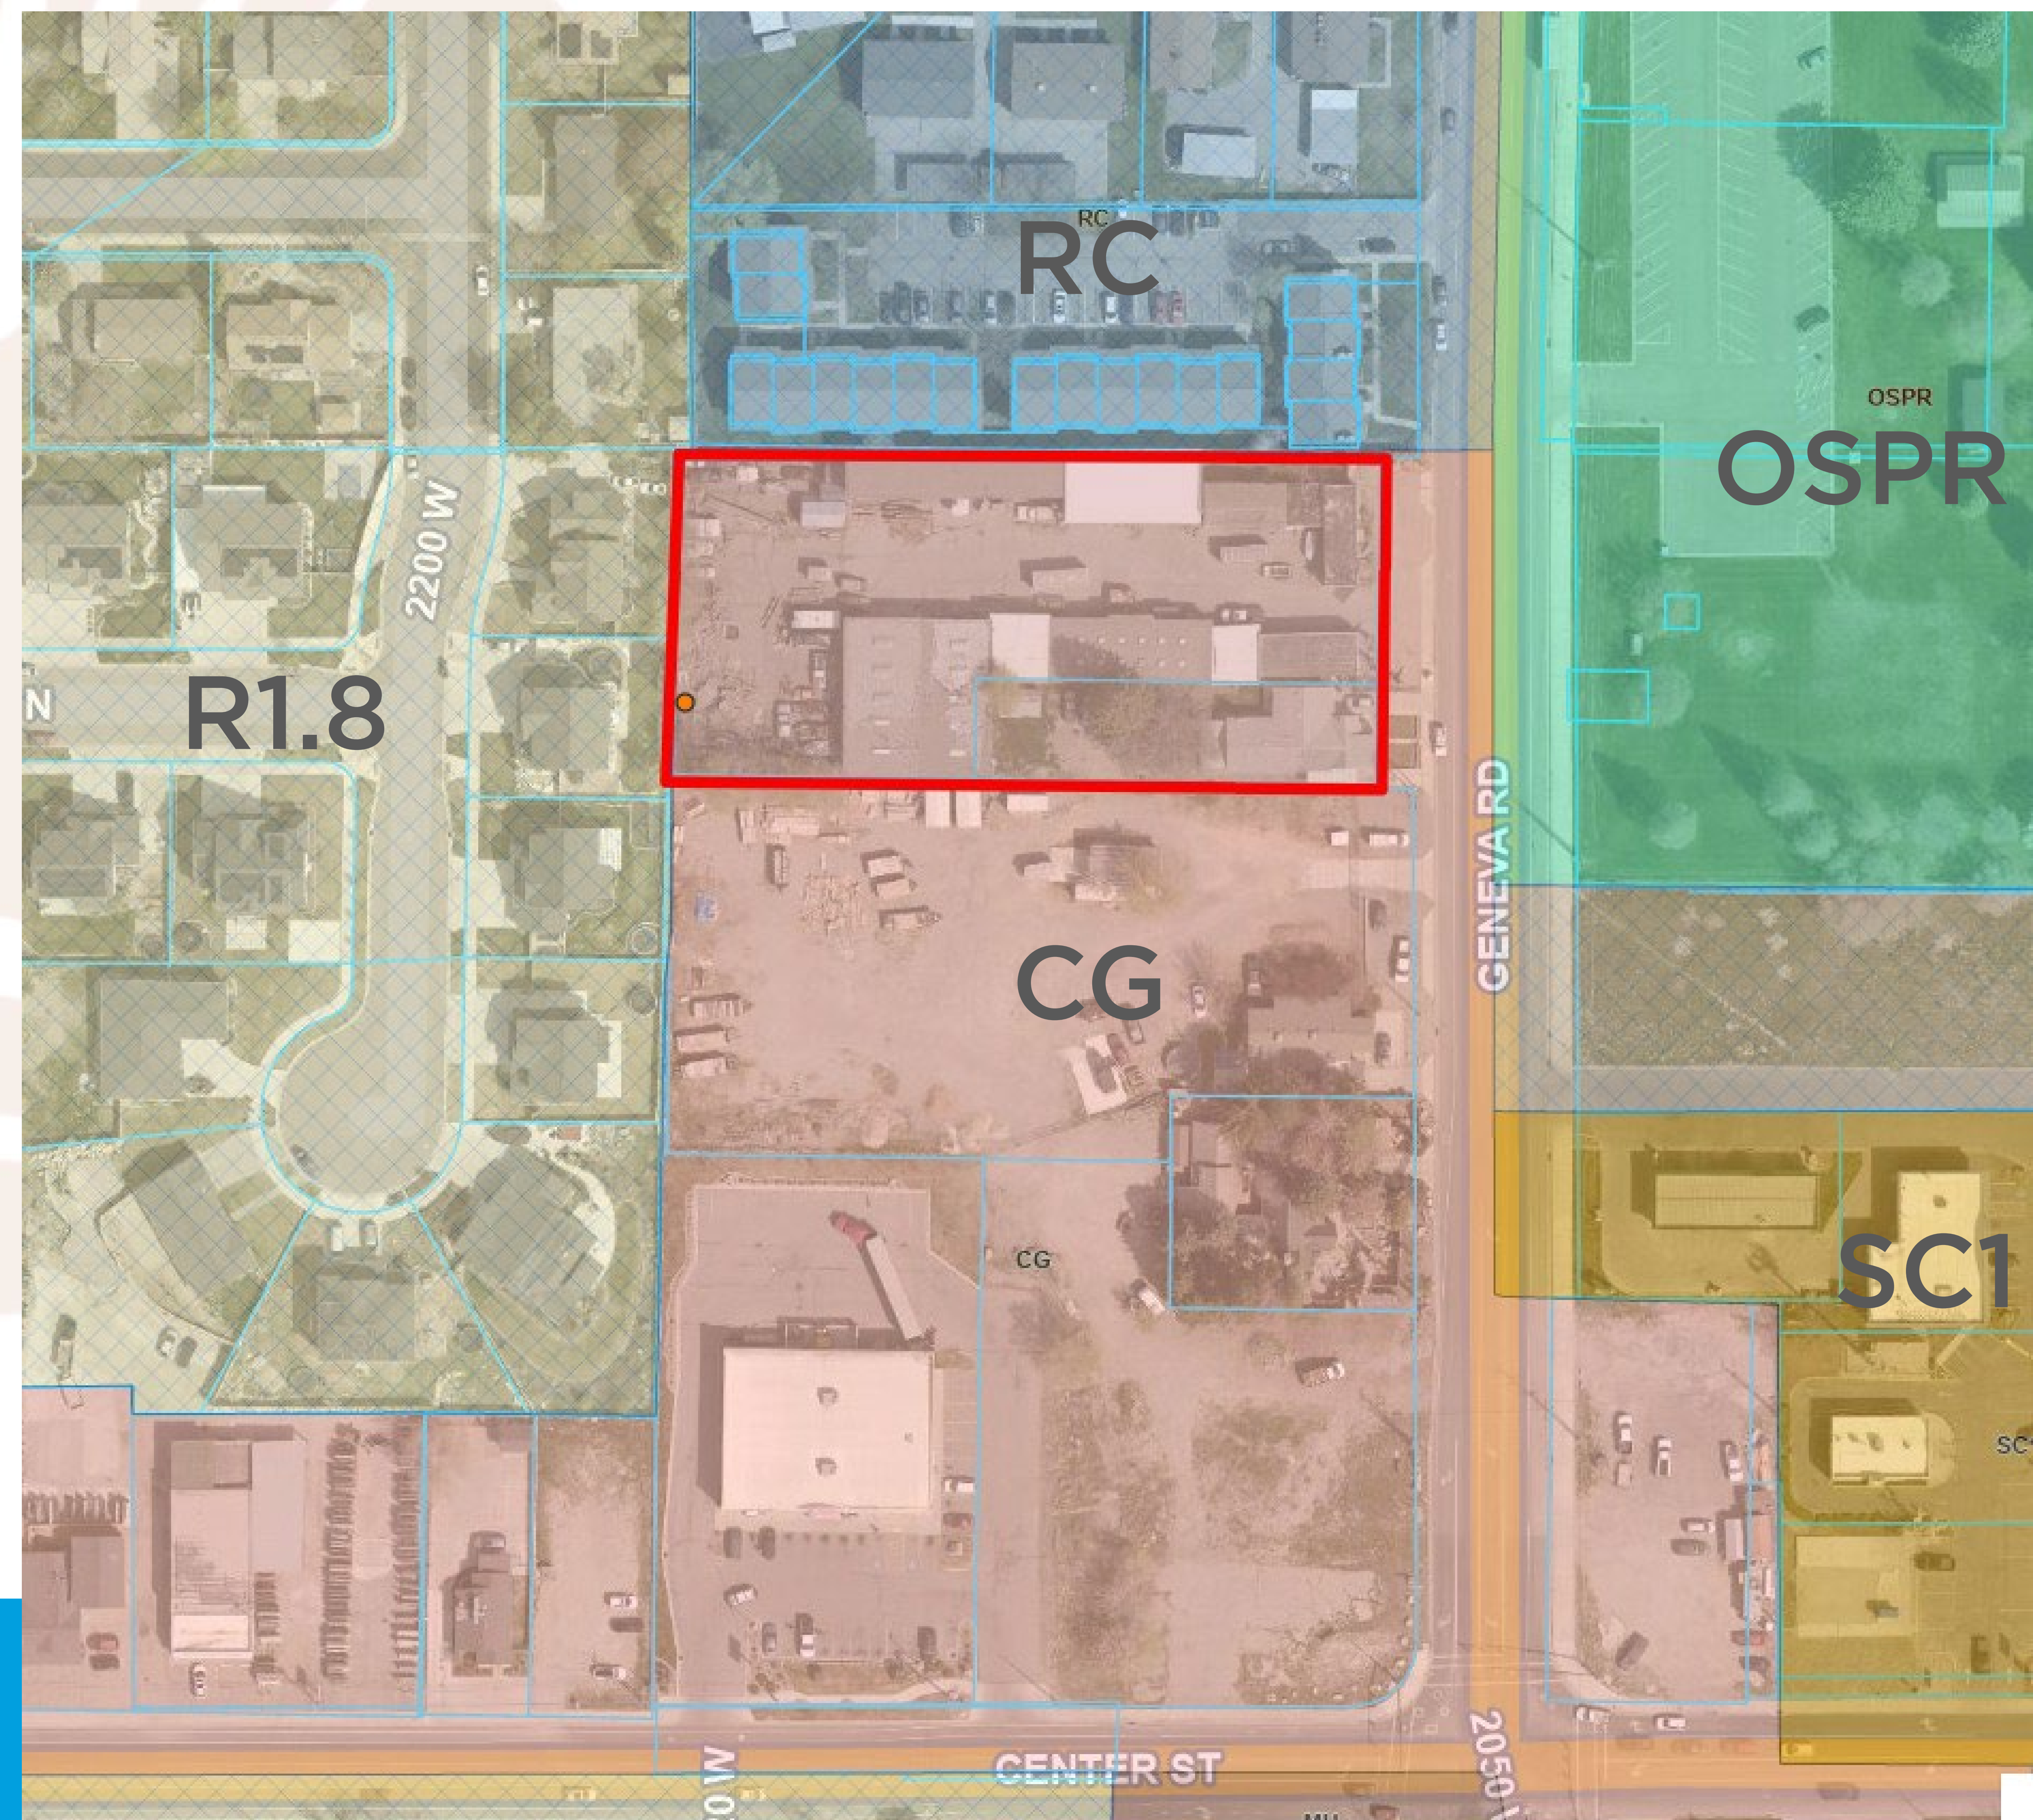 RC
RC
OSPR
OSPR
2200 W
N
R1.8
GENEVA RD
CG
CG
SC1
CENTER ST
2050